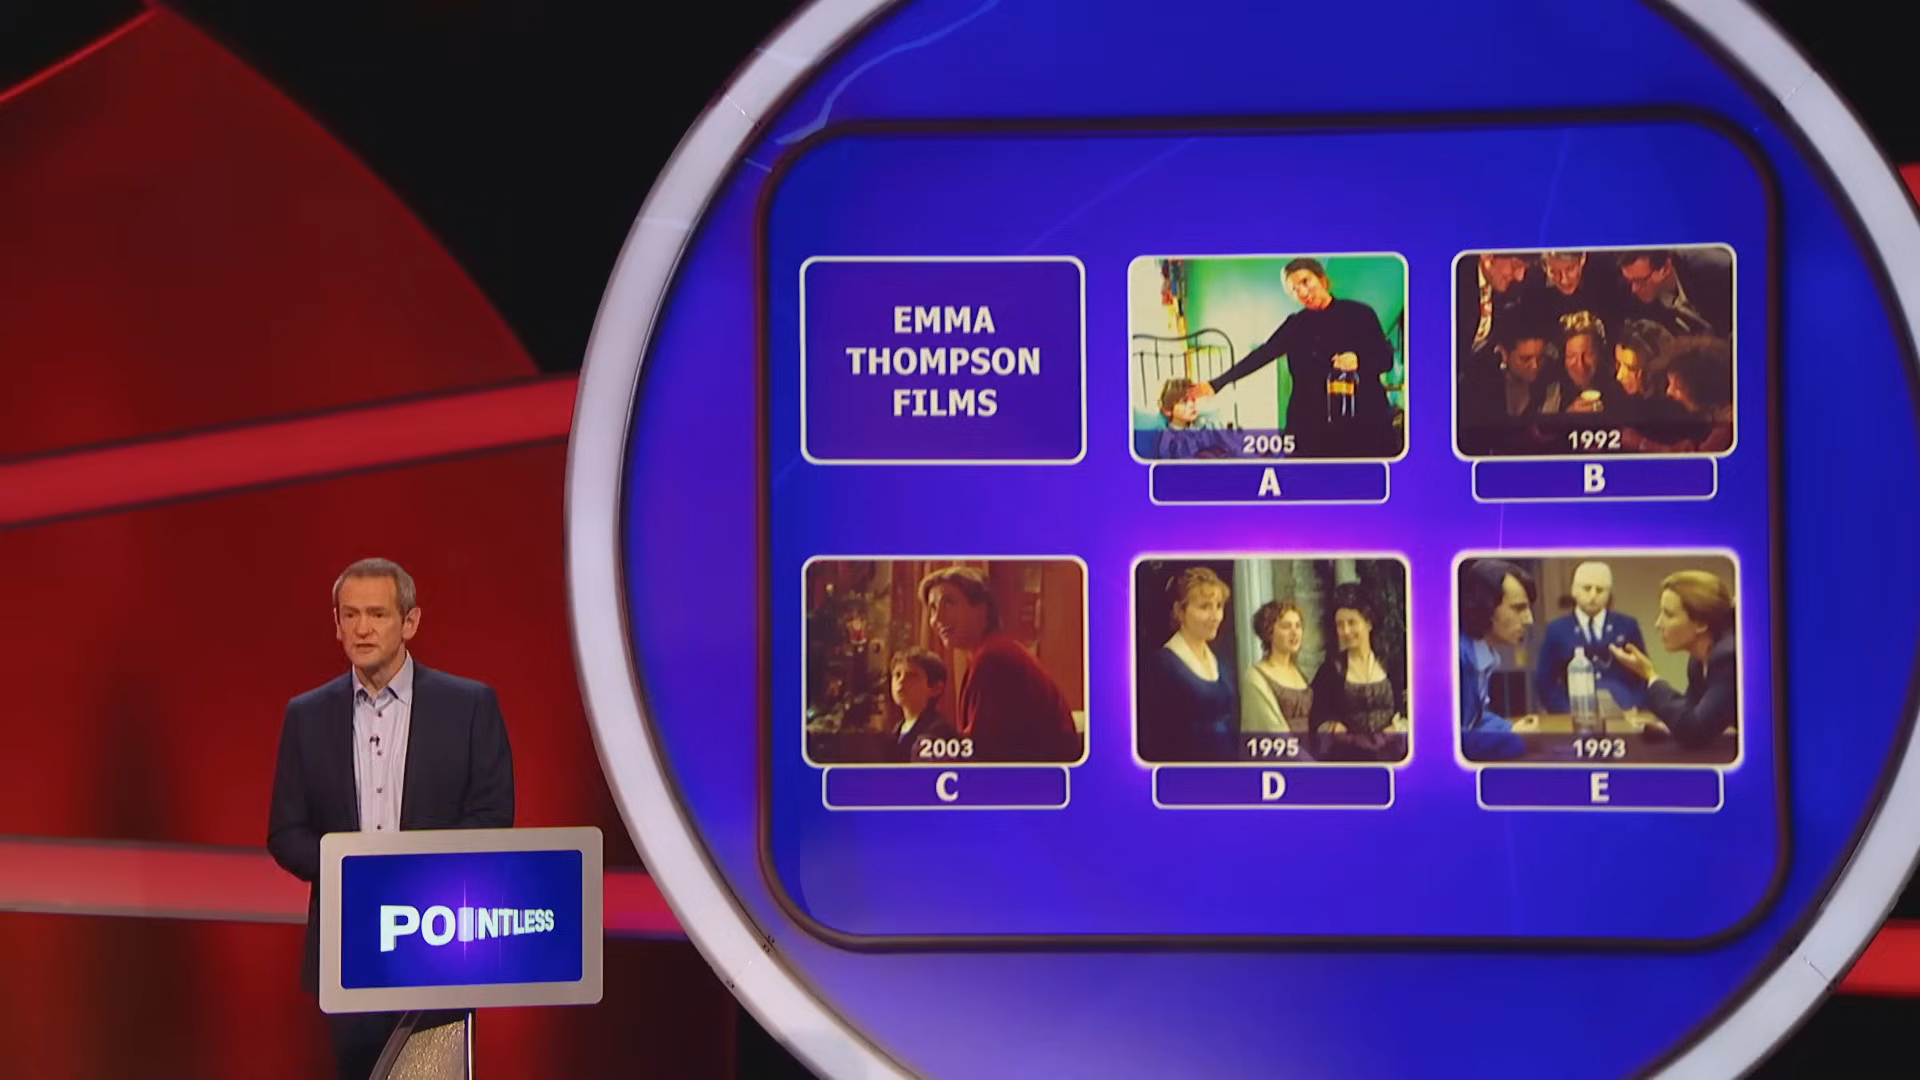 EMMA
THOMPSON
FILMS
2005
A
1992
B
2003
C
1995
D
1993
E
POINTLESS